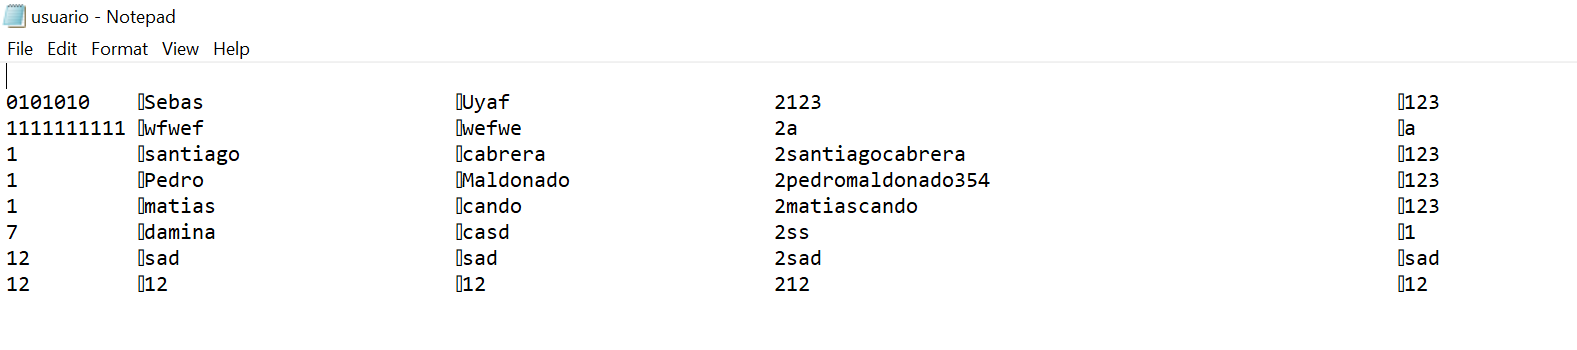 usuario - Notepad
File Edit Format View Help
0101010 Sebas Uyaf 2123 123
1111111111 wfwef wefwe 2a a
1 santiago cabrera 2santiagocabrera 123
1 Pedro Maldonado 2pedromaldonado354 123
1 matias cando 2matiascando 123
7 damina casd 2ss 1
12 sad sad 2sad sad
12 12 12 212 12